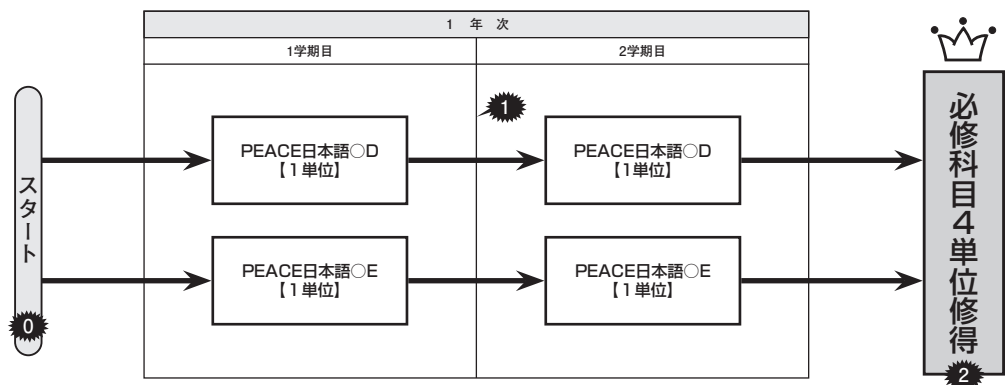 1 年 次
1学期目
2学期目
スタート
0
PEACE日本語○D
【1単位】
1
PEACE日本語○D
【1単位】
PEACE日本語○E
【1単位】
PEACE日本語○E
【1単位】
必修科目4単位修得
2